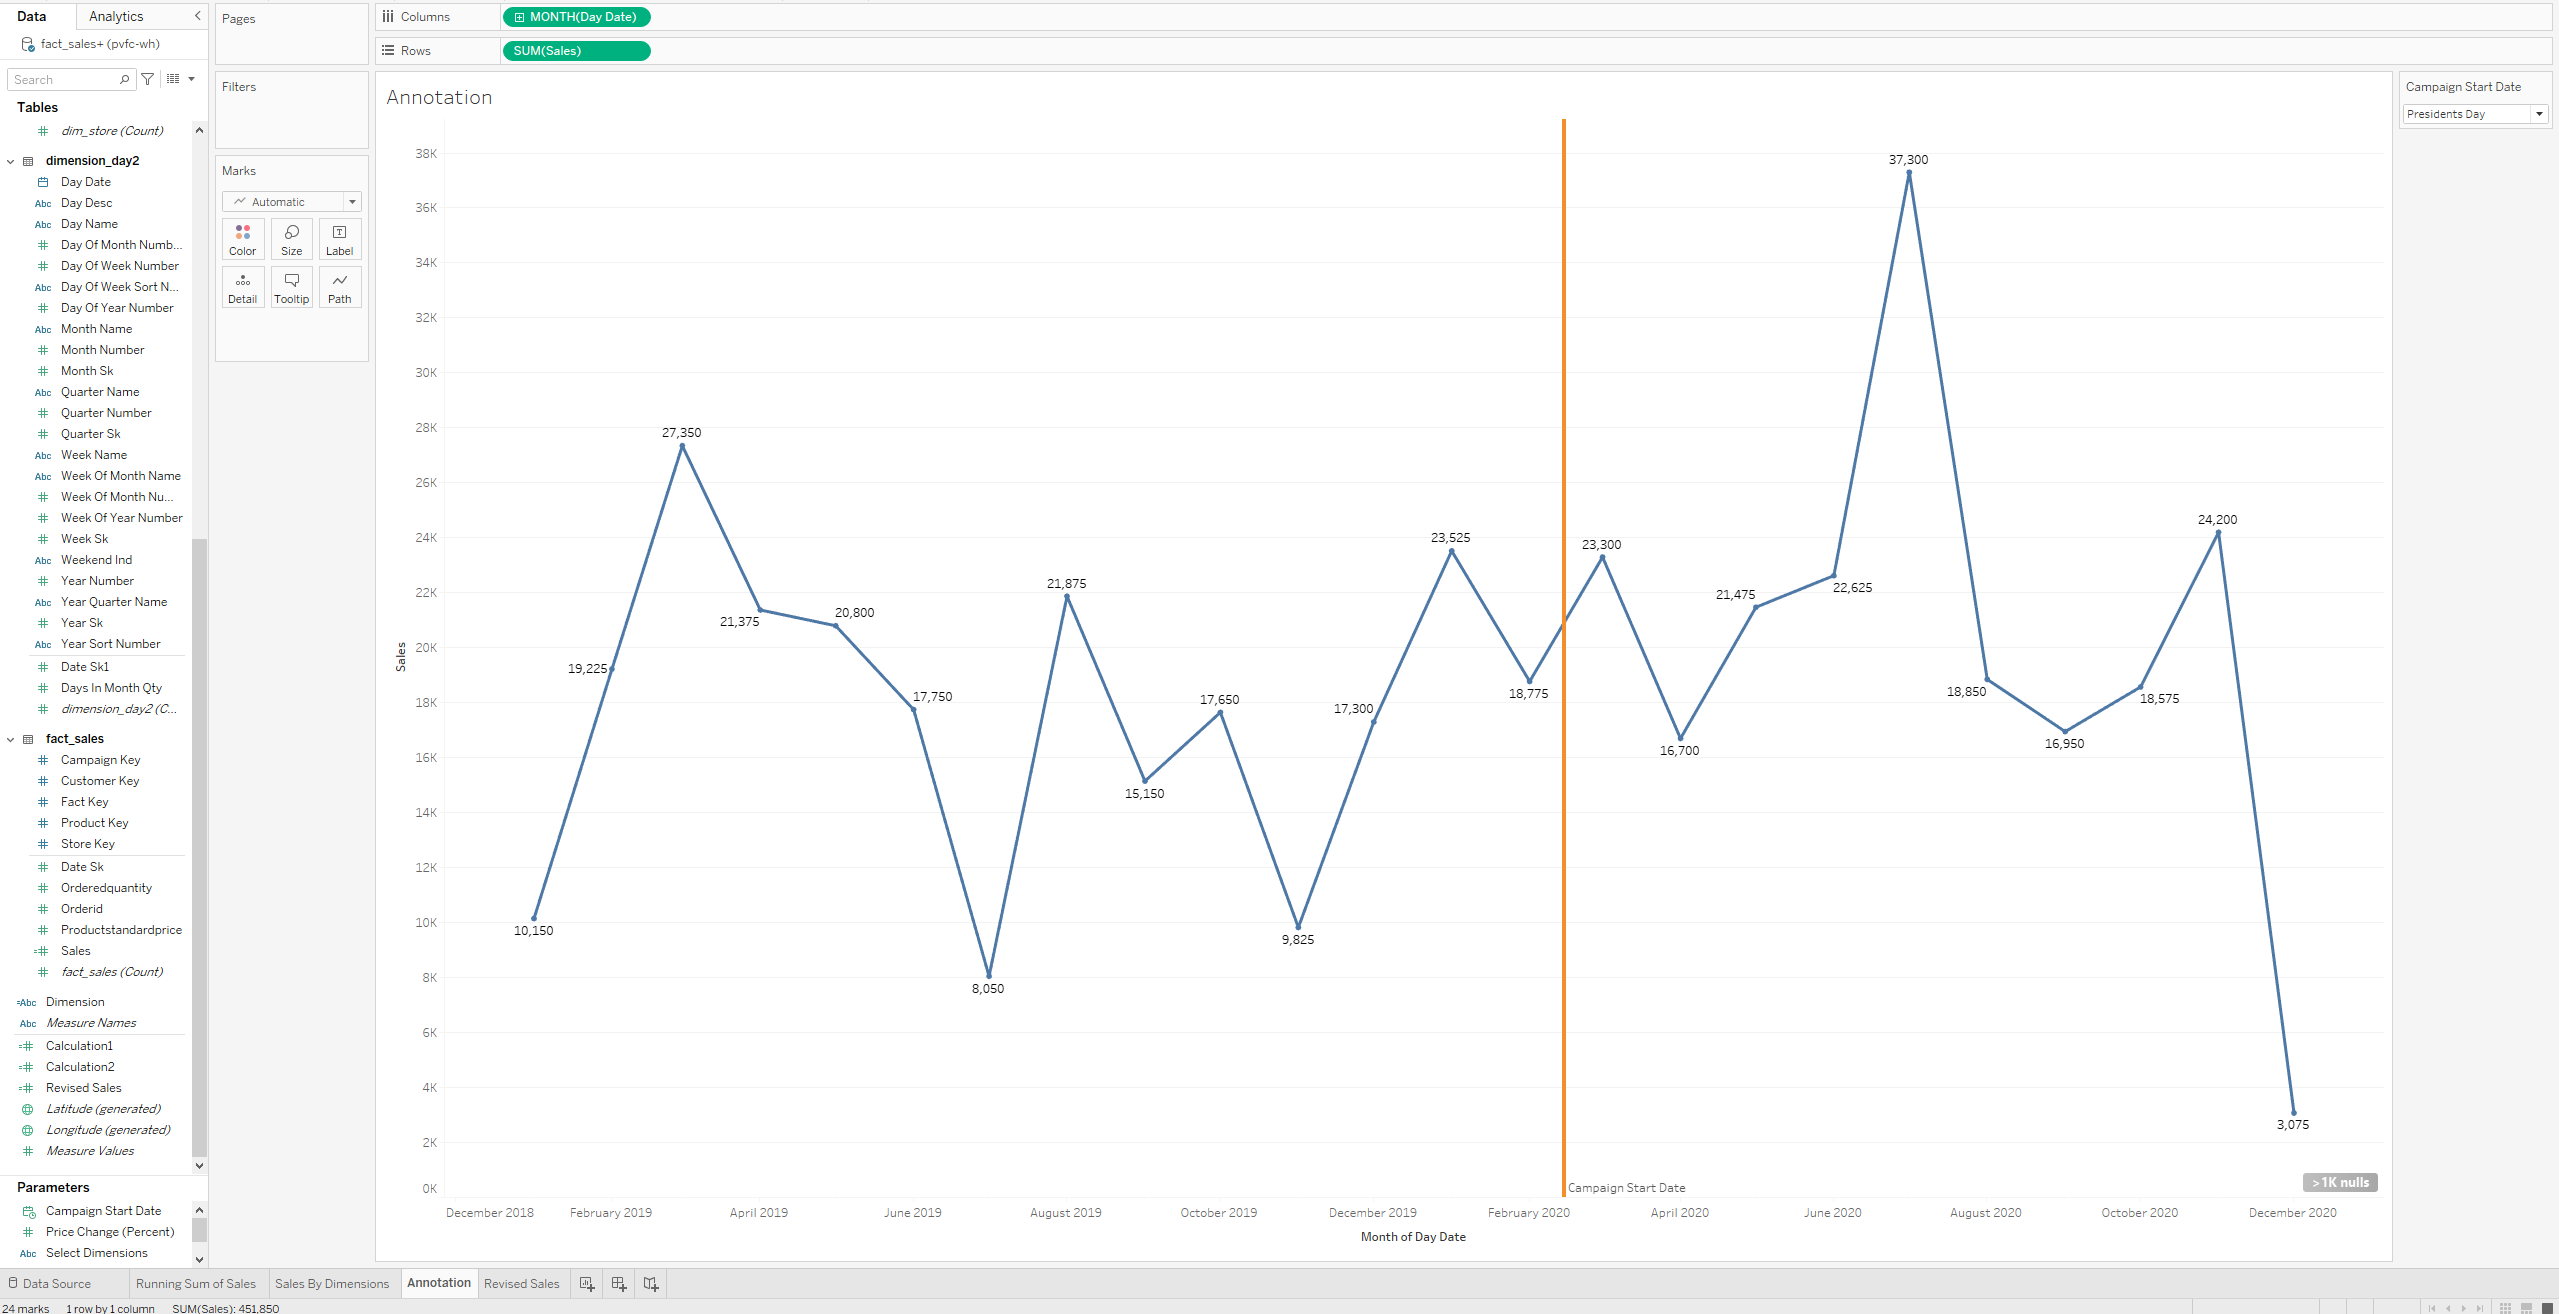 Data
Analytics
fact_sales+ (pvfc-wh)
Search
Tables
dim_store (Count)
dimension_day2
Day Date
Abc Day Desc
Abc Day Name
Day Of Month Numb...
Day Of Week Number
Abc Day Of Week Sort N...
Day Of Year Number
Abc Month Name
Month Number
Month Sk
Abc Quarter Name
Quarter Number
Quarter Sk
Abc Week Name
Abc Week Of Month Name
Week Of Month Nu...
Week Of Year Number
Week Sk
Abc Weekend Ind
Year Number
Abc Year Quarter Name
Year Sk
Abc Year Sort Number
Date Sk1
Days In Month Qty
dimension_day2 (C...
fact_sales
Campaign Key
Customer Key
Fact Key
Product Key
Store Key
Date Sk
Orderedquantity
Orderid
Productstandardprice
=# Sales
fact_sales (Count)
=Abc Dimension
Abc Measure Names
=# Calculation1
=# Calculation2
=# Revised Sales
Latitude (generated)
Longitude (generated)
# Measure Values
Parameters
Campaign Start Date
# Price Change (Percent)
Abc Select Dimensions
Pages
Filters
Marks
Automatic
Color
Size
Label
Detail
Tooltip
Path
Columns
MONTH(Day Date)
Rows
SUM(Sales)
Annotation
38K
36K
34K
32K
30K
28K
26K
24K
22K
20K
18K
16K
14K
12K
10K
8K
6K
4K
2K
0K
Sales
10,150
19,225
27,350
21,375
20,800
17,750
8,050
21,875
15,150
17,650
9,825
17,300
23,525
18,775
23,300
16,700
21,475
22,625
37,300
18,850
16,950
18,575
24,200
3,075
Campaign Start Date
>1K nulls
December 2018
February 2019
April 2019
June 2019
August 2019
October 2019
December 2019
February 2020
April 2020
June 2020
August 2020
October 2020
December 2020
Month of Day Date
Campaign Start Date
Presidents Day
Data Source
Running Sum of Sales
Sales By Dimensions
Annotation
Revised Sales
24 marks
1 row by 1 column
SUM(Sales): 451,850